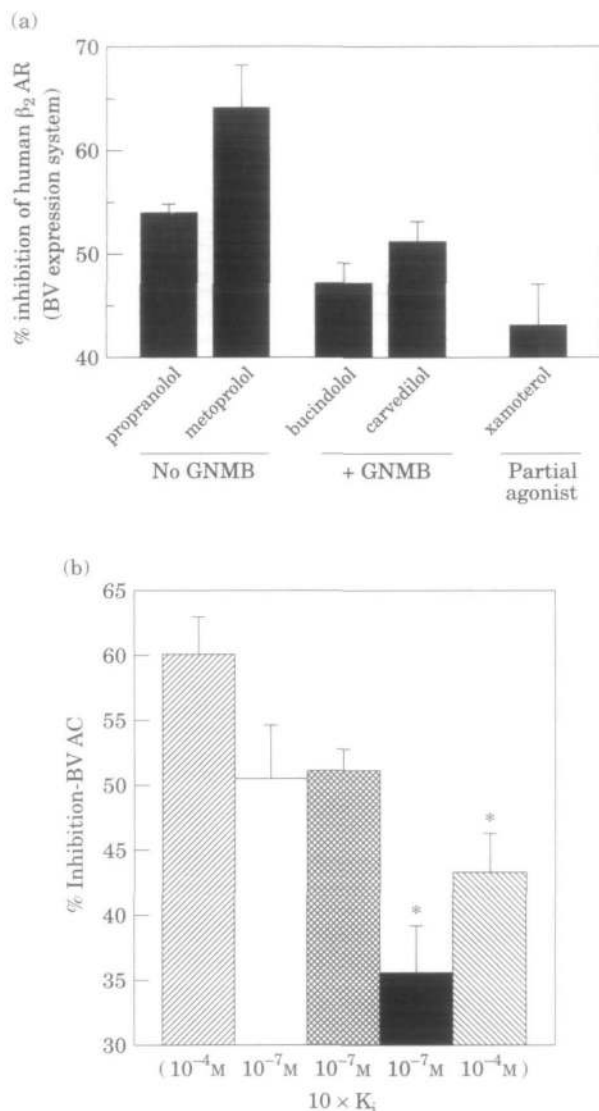 (a)
% inhibition of human β₂ AR
(BV expression system)
70
60
50
40
propranolol
metoprolol
bucindolol
carvedilol
xamoterol
No GNMB
+ GNMB
Partial
agonist
(b)
% Inhibition-BV AC
65
60
55
50
45
40
35
30
*
*
(10⁻⁴M 10⁻⁷M 10⁻⁷M 10⁻⁷M 10⁻⁴M)
10 × Kᵢ